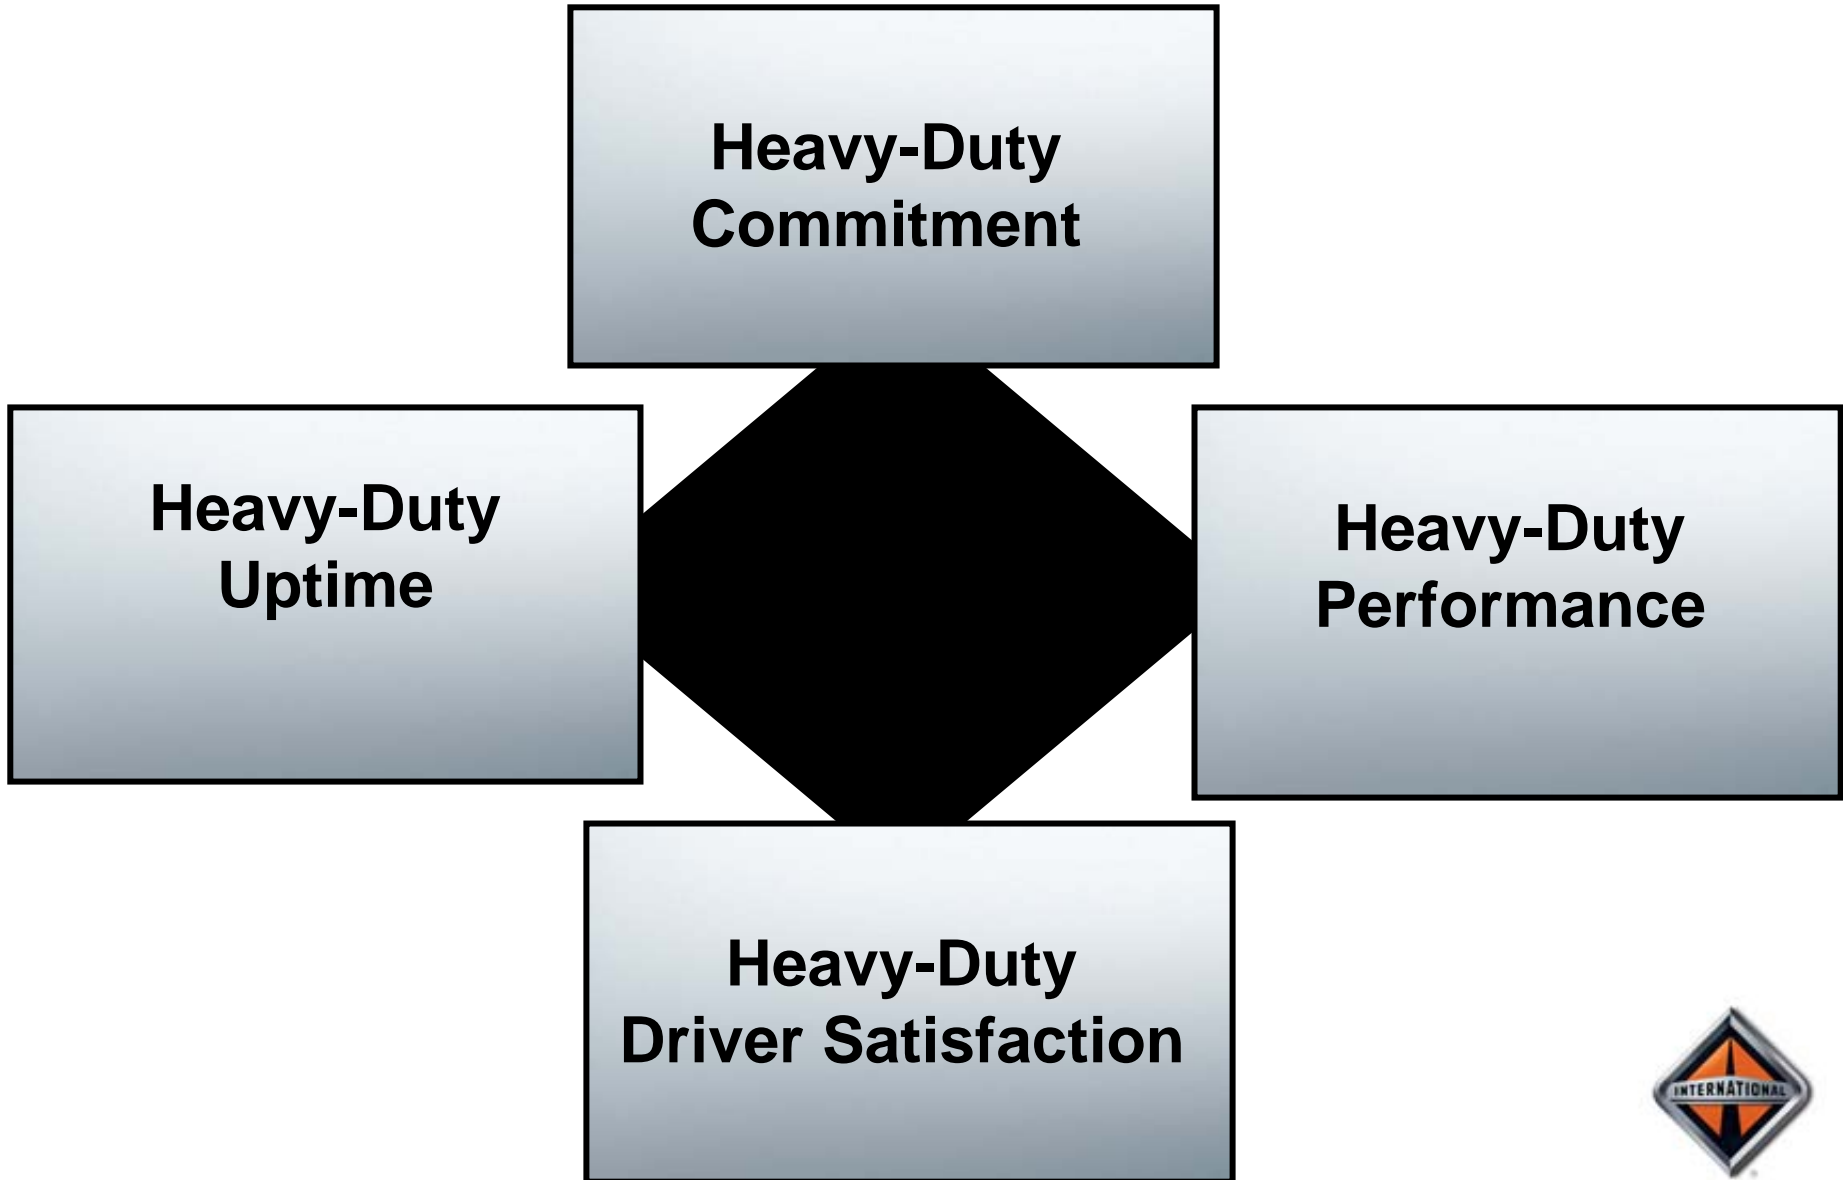 Heavy-Duty
Commitment
Heavy-Duty
Uptime
Heavy-Duty
Performance
Heavy-Duty
Driver Satisfaction
INTERNATIONAL
®